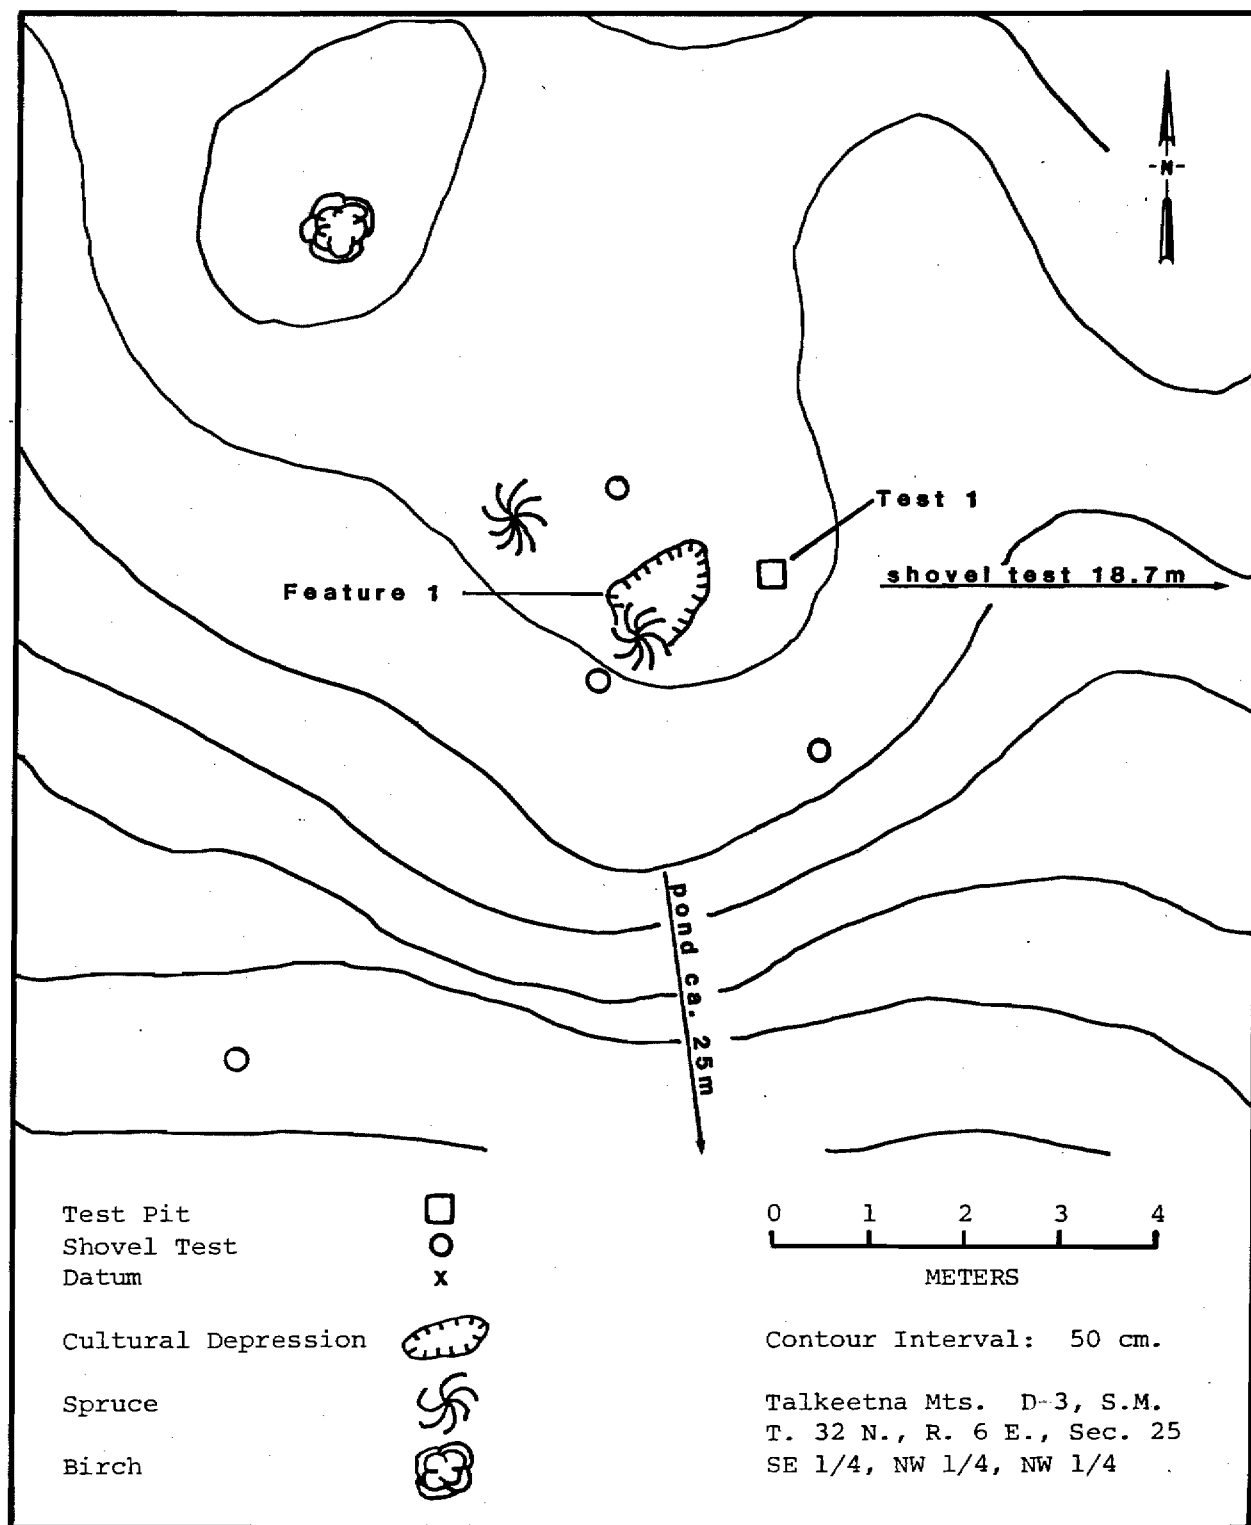 -N-
Test 1
shovel test 18.7m
Feature 1
pond ca. 25m
Test Pit
Shovel Test
Datum x
Cultural Depression
Spruce
Birch
0 1 2 3 4
METERS
Contour Interval: 50 cm.
Talkeetna Mts. D-3, S.M.
T. 32 N., R. 6 E., Sec. 25
SE 1/4, NW 1/4, NW 1/4